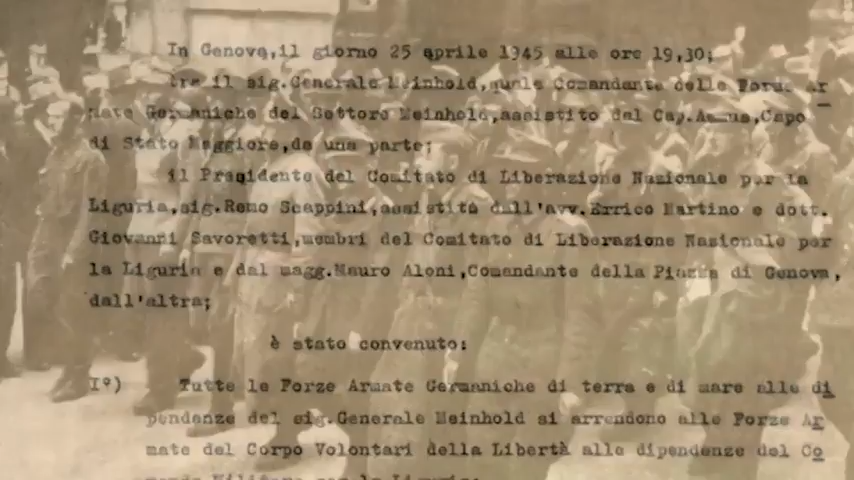 In Genova,il giorno 25 aprile 1945 alle ore 19,30;
tra il sig.Generale Meinhold,quale Comandante delle Forze Ar
mate Germaniche del Settore Meinhold,assistito dal Cap.Asmus,Capo
di Stato Maggiore,da una parte;
il Presidente del Comitato di Liberazione Nazionale per la
Liguria,sig.Remo Scappini,assistito dall'avv.Errico Martino e dott.
Giovanni Savoretti,membri del Comitato di Liberazione Nazionale per
la Liguria e dal magg.Mauro Aloni,Comandante della Piazza di Genova,
dall'altra;
è stato convenuto:
I°) Tutte le Forze Armate Germaniche di terra e di mare alle di
pendenze del sig.Generale Meinhold si arrendono alle Forze Ar
mate del Corpo Volontari della Libertà alle dipendenze del Co
mando Militare per la Liguria;